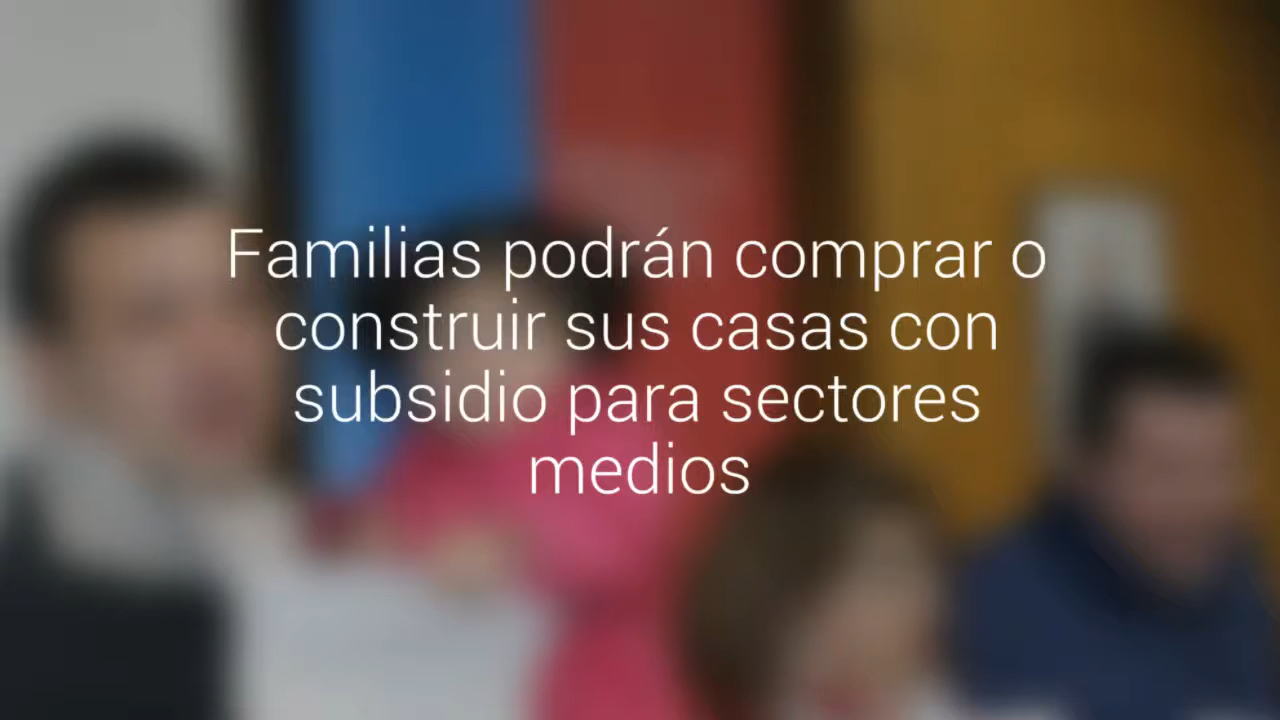 Familias podrán comprar o
construir sus casas con
subsidio para sectores
medios